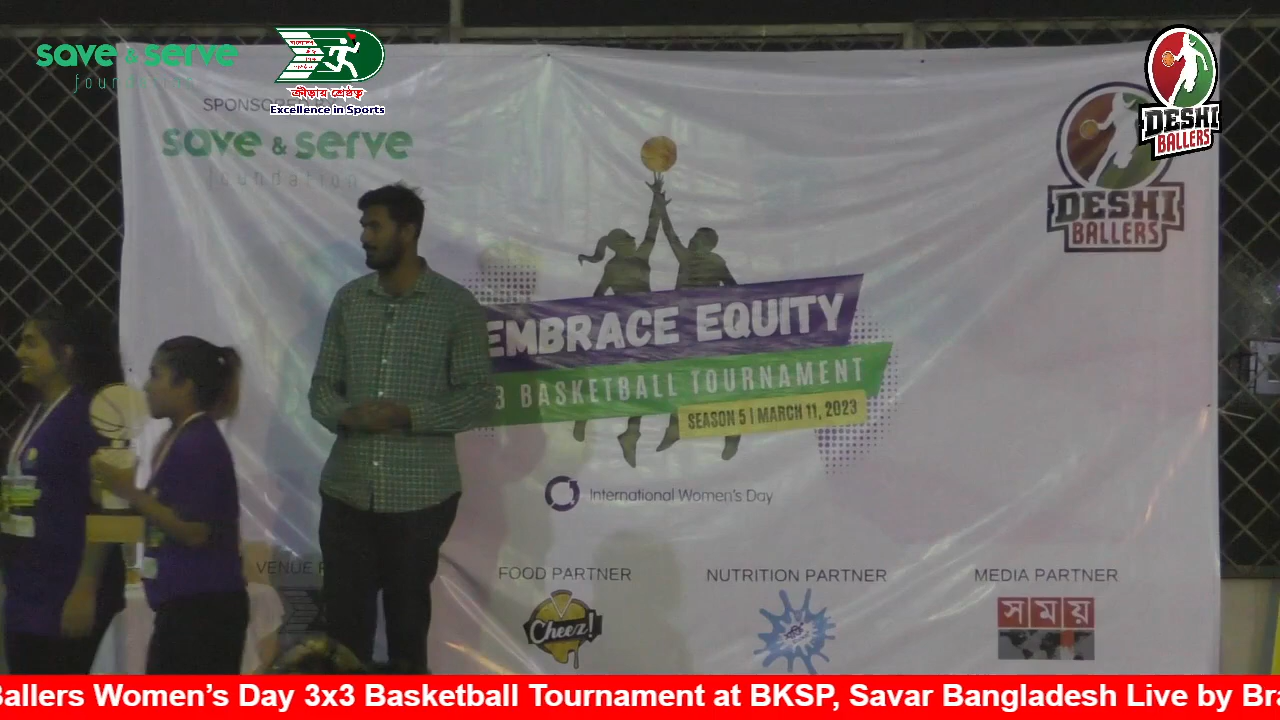 save & serve
foundation
ক্রীড়ায় শ্রেষ্ঠত্ব
Excellence in Sports
DESHI
BALLERS
SPONSORE
save & serve
foundation
DESHI
BALLERS
EMBRACE EQUITY
3 BASKETBALL TOURNAMENT
SEASON 5 | MARCH 11, 2023
International Women's Day
VENUE P
FOOD PARTNER
NUTRITION PARTNER
MEDIA PARTNER
Cheez!
সময়
Ballers Women's Day 3x3 Basketball Tournament at BKSP, Savar Bangladesh Live by Bra